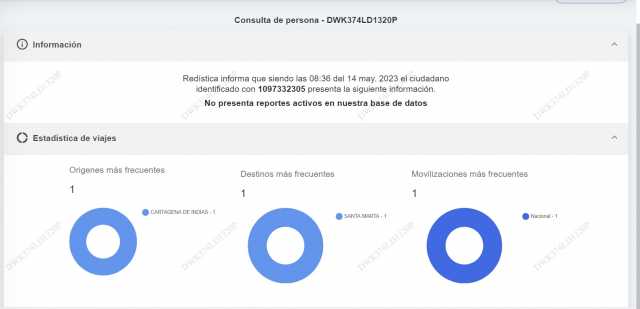 Consulta de persona - DWK374LD1320P
Información
Redistica informa que siendo las 08:36 del 14 may. 2023 el ciudadano
identificado con 1097332305 presenta la siguiente información.
No presenta reportes activos en nuestra base de datos
Estadística de viajes
Origenes más frecuentes
1
CARTAGENA DE INDIAS - 1
Destinos más frecuentes
1
SANTA MARTA - 1
Movilizaciones más frecuentes
1
Nacional - 1
DWK374LD1320P
DWK374LD1320P
DWK374LD1320P
DWK374LD1320P
DWK374LD1320P
DWK374LD1320P
DWK374LD1320P
DWK374LD1320P